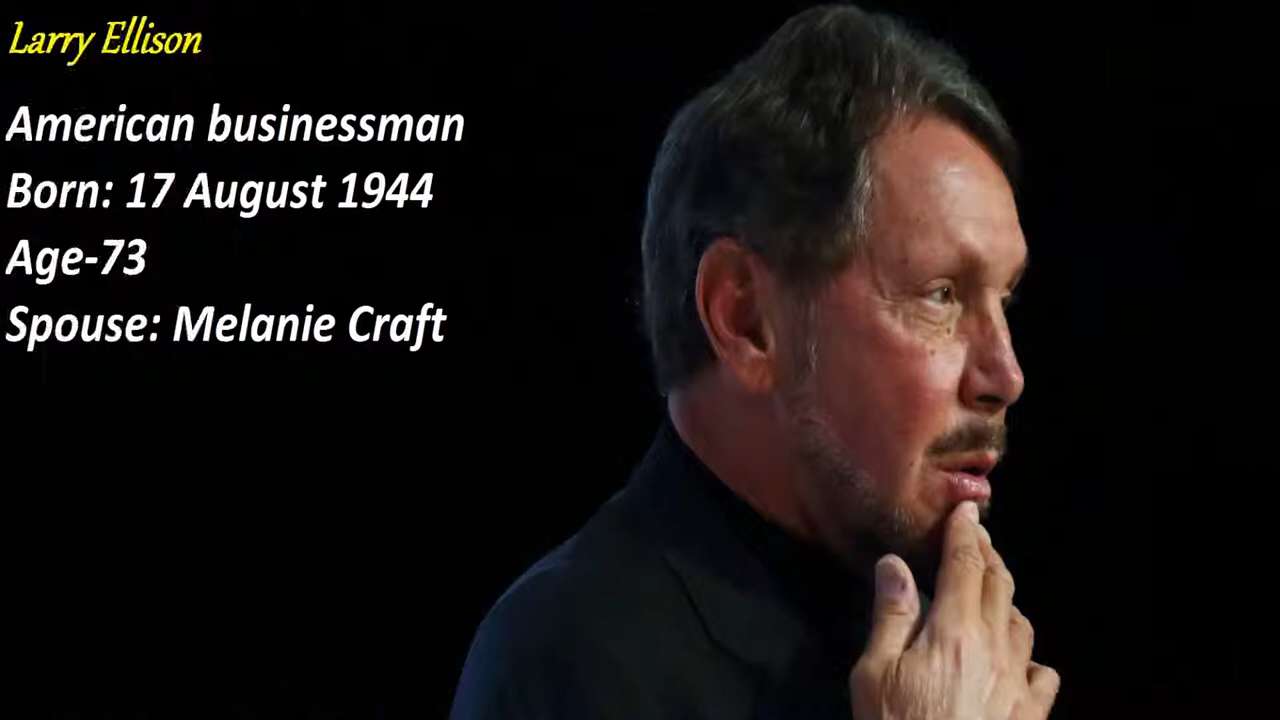 Larry Ellison
American businessman
Born: 17 August 1944
Age-73
Spouse: Melanie Craft